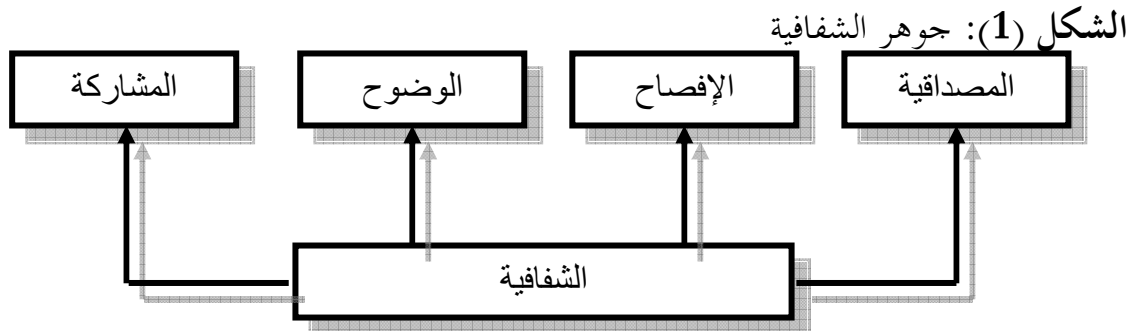 الشكل (1): جوهر الشفافية
المصداقية
الإفصاح
الوضوح
المشاركة
الشفافية